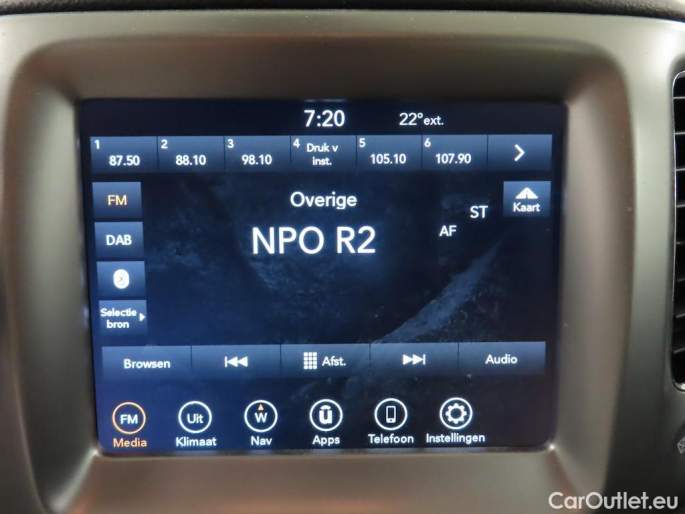 7:20 22°ext.
1 87.50 2 88.10 3 98.10 4 Druk v inst. 5 105.10 6 107.90
FM
Overige
ST
Kaart
DAB
NPO R2
AF
Selectie
bron
Browsen Afst. Audio
FM Uit W ū
Media Klimaat Nav Apps Telefoon Instellingen
CarOutlet.eu